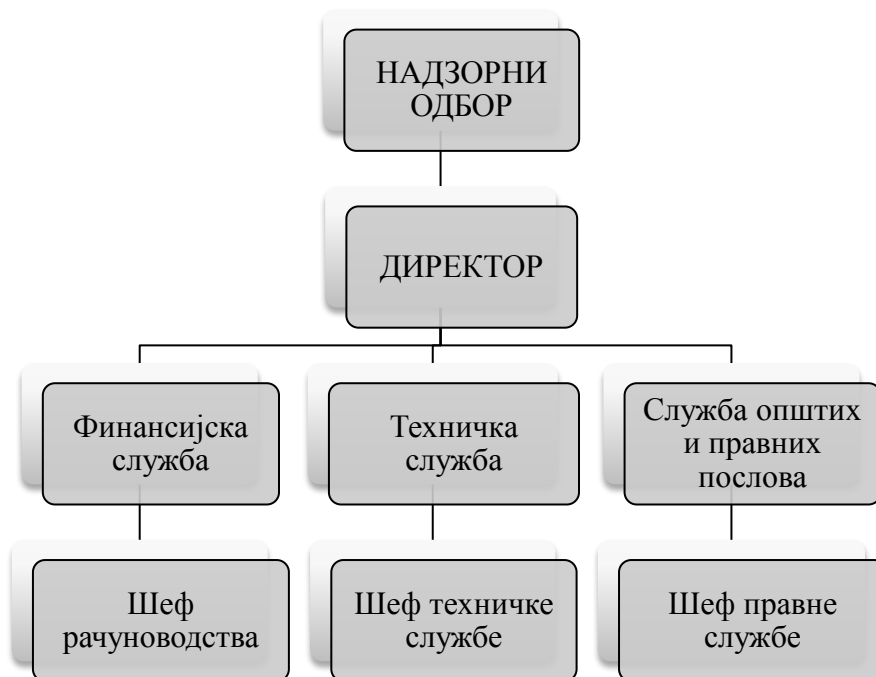 НАДЗОРНИ
ОДБОР
ДИРЕКТОР
Финансијска
служба
Техничка
служба
Служба општих
и правних
послова
Шеф
рачуноводства
Шеф техничке
службе
Шеф правне
службе